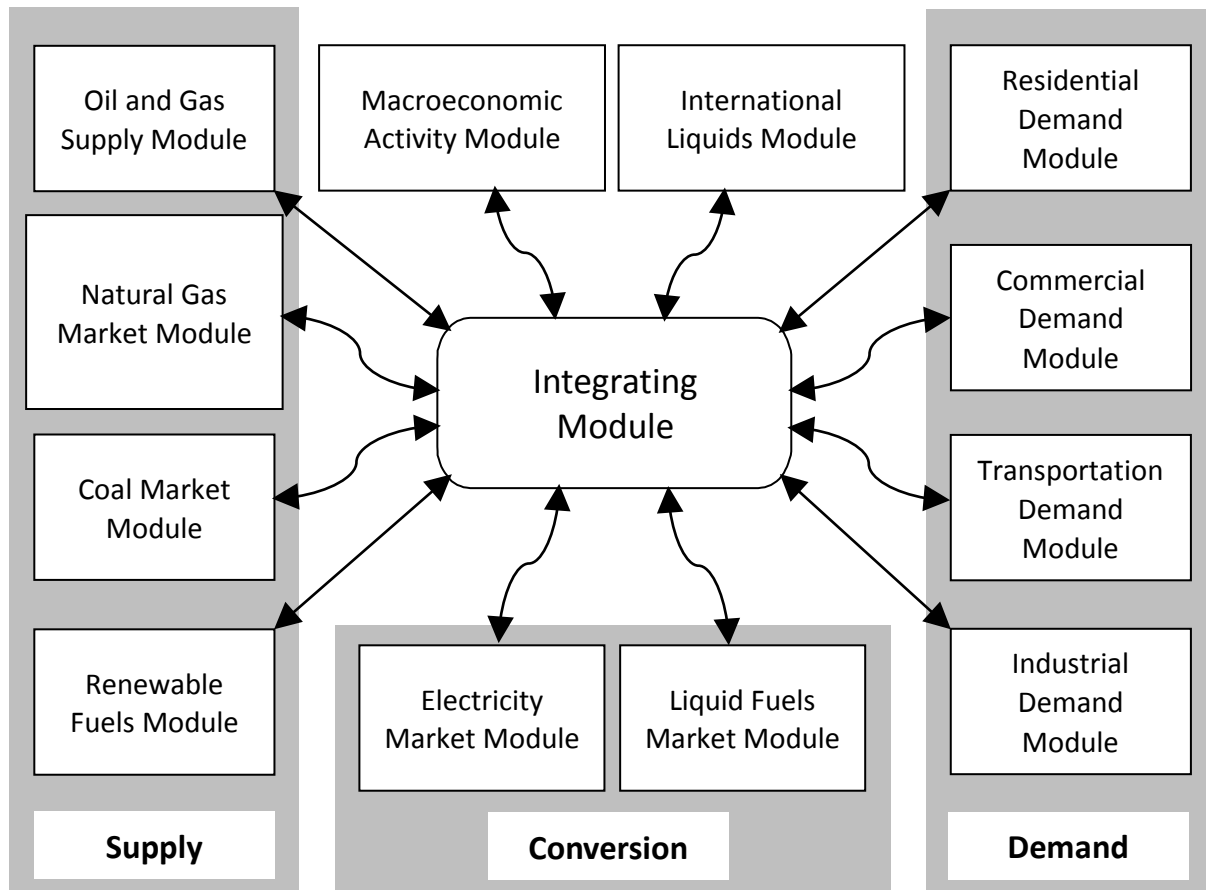 Oil and Gas
Supply Module
Macroeconomic
Activity Module
International
Liquids Module
Residential
Demand
Module
Natural Gas
Market Module
Commercial
Demand
Module
Integrating
Module
Coal Market
Module
Transportation
Demand
Module
Renewable
Fuels Module
Electricity
Market Module
Liquid Fuels
Market Module
Industrial
Demand
Module
Supply
Conversion
Demand